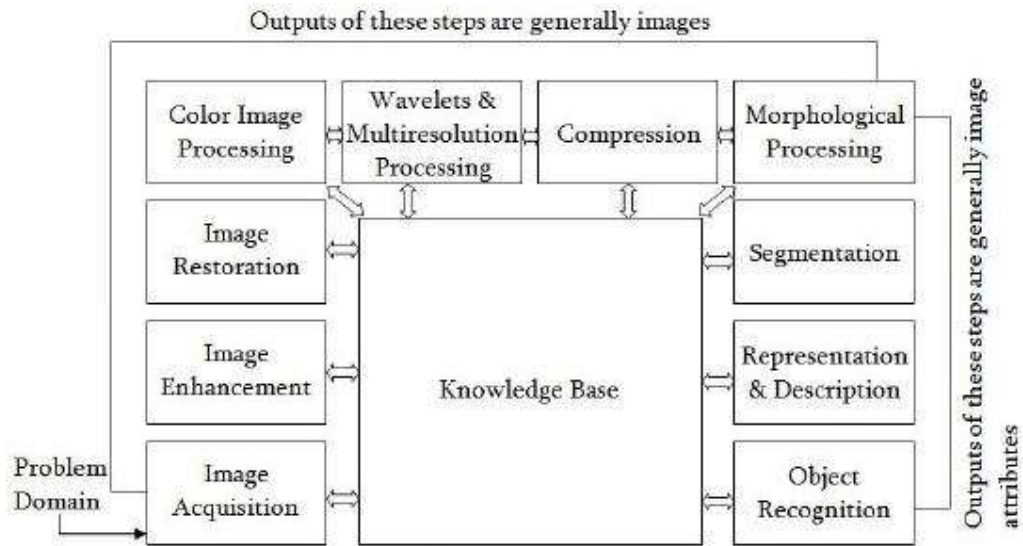 Outputs of these steps are generally images
Color Image
Processing
Wavelets &
Multiresolution
Processing
Compression
Morphological
Processing
Image
Restoration
Segmentation
Image
Enhancement
Knowledge Base
Representation
& Description
Problem
Domain
Image
Acquisition
Object
Recognition
Outputs of these steps are generally image
attributes